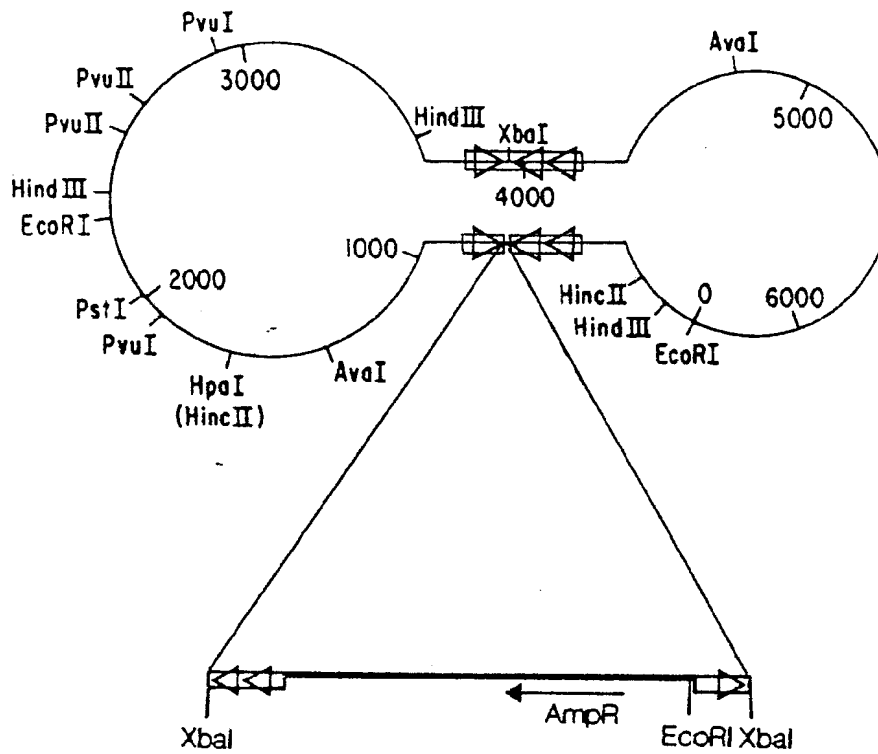 PvuI
3000
PvuII
PvuII
HindIII
EcoRI
2000
PstI
PvuI
HpaI
(HincII)
AvaI
1000
HindIII
XbaI
4000
AvaI
5000
6000
0
HincII
HindIII
EcoRI
AmpR
XbaI
EcoRI XbaI